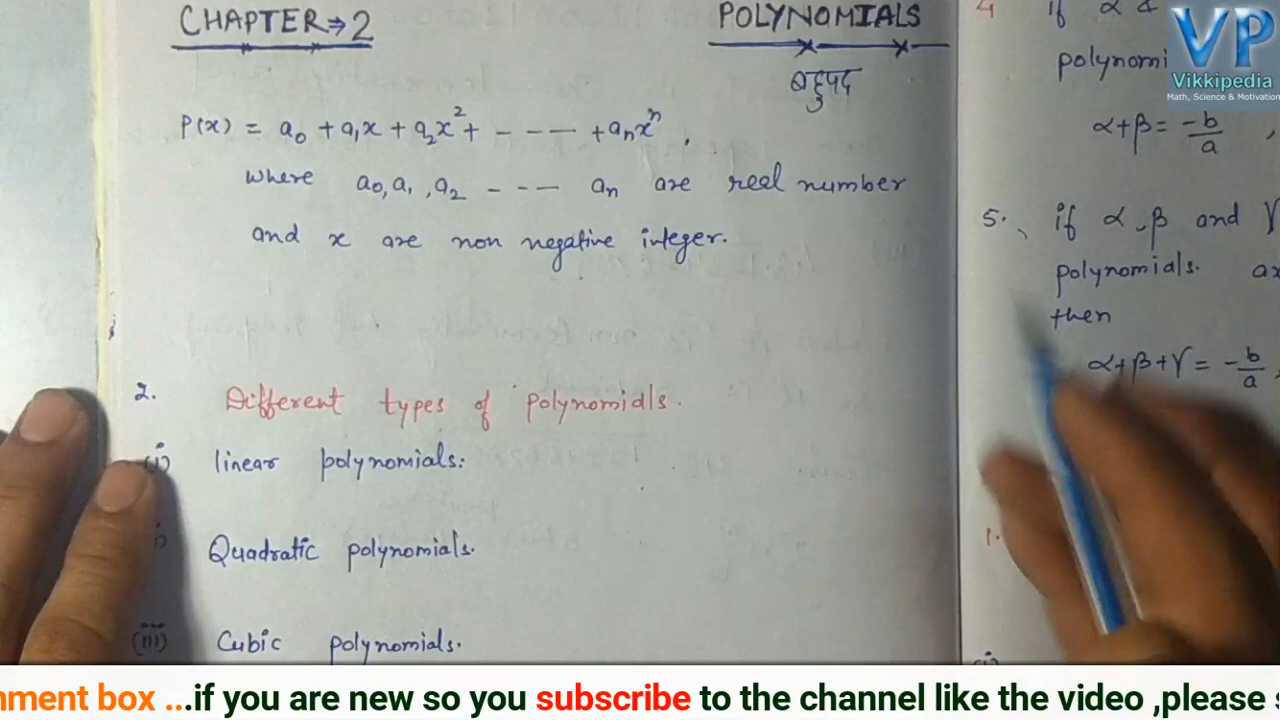 CHAPTER → 2
POLYNOMIALS
बहुपद
P(x) = a₀ + a₁x + a₂x² + - - - — + aₙxⁿ ,
where a₀, a₁ , a₂ - - - — aₙ are real number
and x are non negative integer.
2. Different types of polynomials.
(i) linear polynomials:
Quadratic polynomials.
(iii) Cubic polynomials.
4 if α &
polynomi
α+β = -b/a ,
5. if α, β and γ
polynomials.
then
α+β+γ = -b/a ,
1.
(i)
VP
Vikkipedia
Math, Science & Motivation
nment box ...if you are new so you subscribe to the channel like the video ,please s